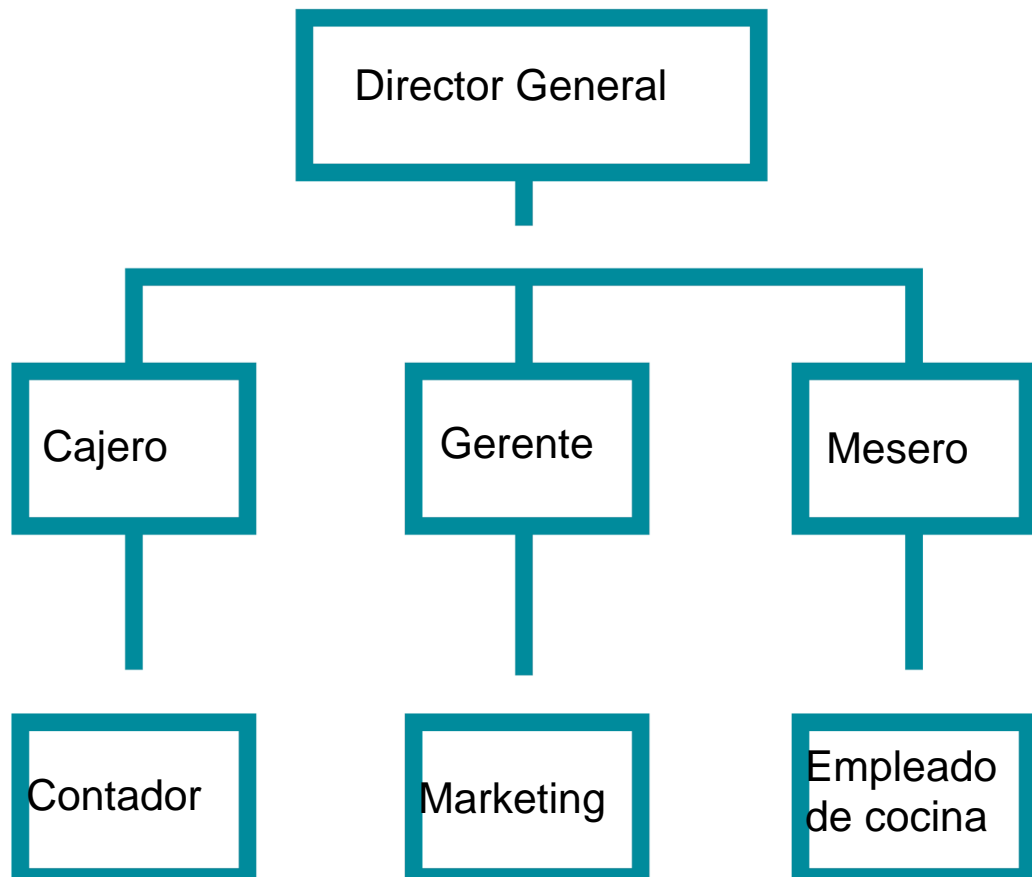 Director General
Cajero
Gerente
Mesero
Contador
Marketing
Empleado
de cocina